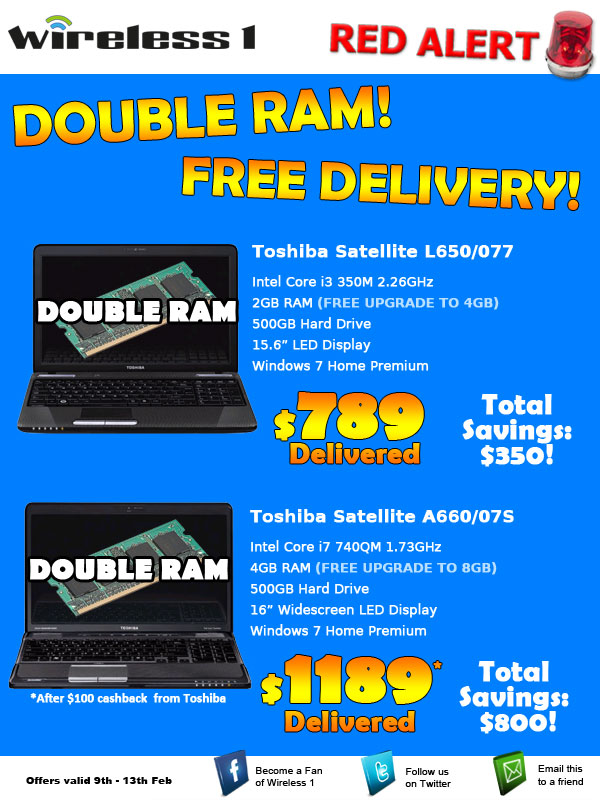 wireless 1
RED ALERT
DOUBLE RAM!
FREE DELIVERY!
Toshiba Satellite L650/077
Intel Core i3 350M 2.26GHz
2GB RAM (FREE UPGRADE TO 4GB)
500GB Hard Drive
15.6” LED Display
Windows 7 Home Premium
DOUBLE RAM
TOSHIBA
$789
Delivered
Total
Savings:
$350!
Toshiba Satellite A660/07S
Intel Core i7 740QM 1.73GHz
4GB RAM (FREE UPGRADE TO 8GB)
500GB Hard Drive
16” Widescreen LED Display
Windows 7 Home Premium
DOUBLE RAM
TOSHIBA
*After $100 cashback from Toshiba
$1189*
Delivered
Total
Savings:
$800!
Offers valid 9th - 13th Feb
f
Become a Fan
of Wireless 1
t
Follow us
on Twitter
Email this
to a friend